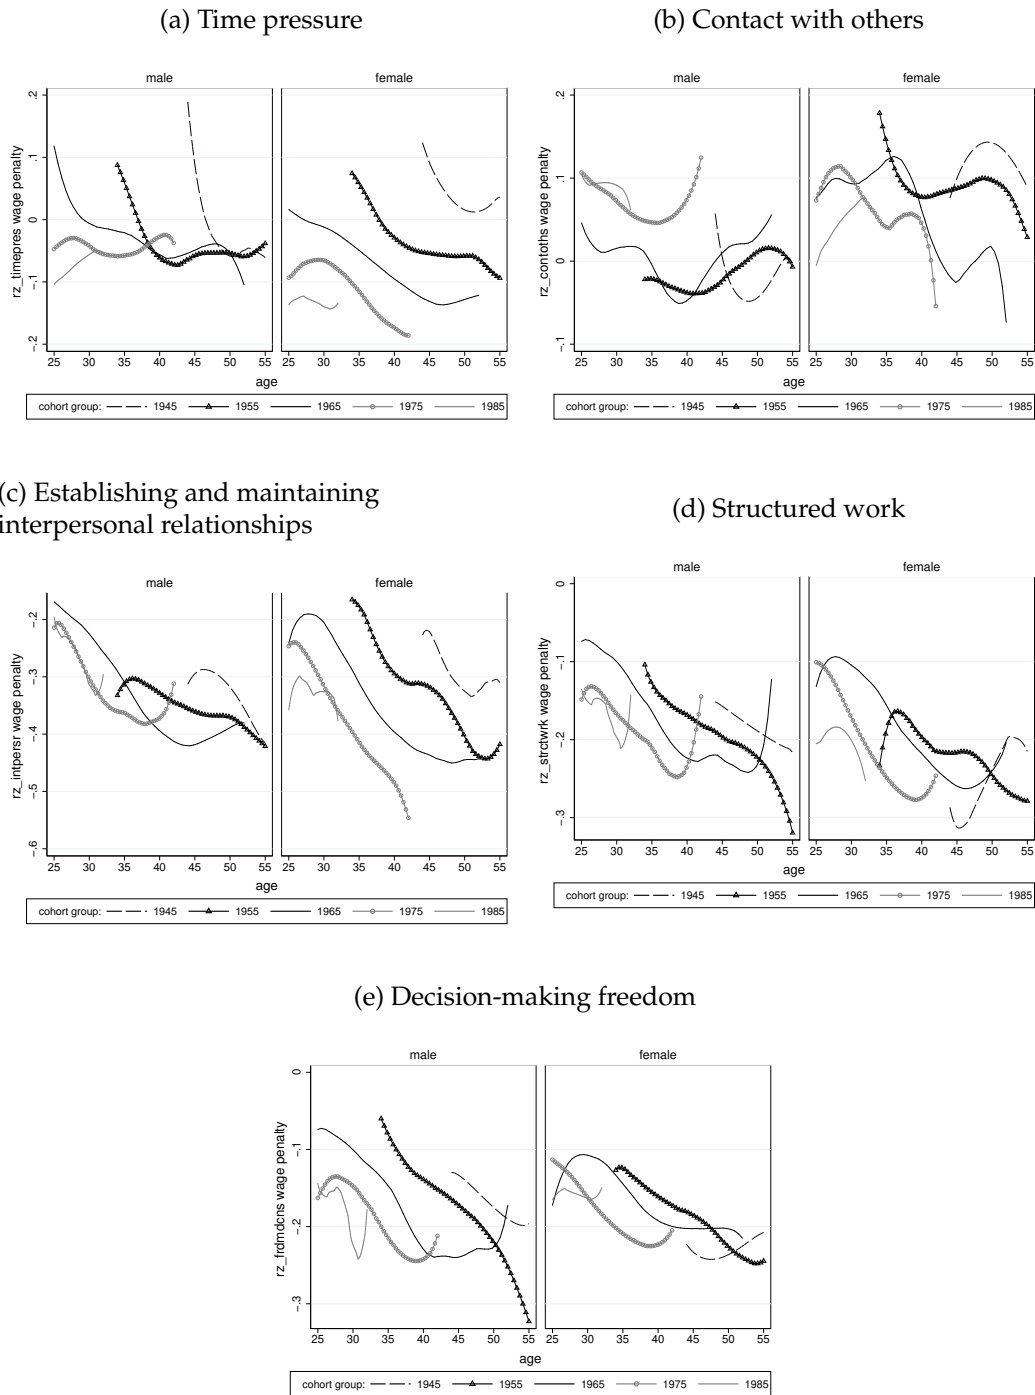 (a) Time pressure
male
female
rz_timepres wage penalty
.2
.1
0
-.1
-.2
25 30 35 40 45 50 55 25 30 35 40 45 50 55
age
cohort group: 1945 1955 1965 1975 1985
(b) Contact with others
male
female
rz_contoths wage penalty
.2
.1
0
-.1
25 30 35 40 45 50 55 25 30 35 40 45 50 55
age
cohort group: 1945 1955 1965 1975 1985
(c) Establishing and maintaining
interpersonal relationships
male
female
rz_intpersr wage penalty
-.2
-.3
-.4
-.5
-.6
25 30 35 40 45 50 55 25 30 35 40 45 50 55
age
cohort group: 1945 1955 1965 1975 1985
(d) Structured work
male
female
rz_strctwrk wage penalty
0
-.1
-.2
-.3
25 30 35 40 45 50 55 25 30 35 40 45 50 55
age
cohort group: 1945 1955 1965 1975 1985
(e) Decision-making freedom
male
female
rz_frdmdcns wage penalty
0
-.1
-.2
-.3
25 30 35 40 45 50 55 25 30 35 40 45 50 55
age
cohort group: 1945 1955 1965 1975 1985